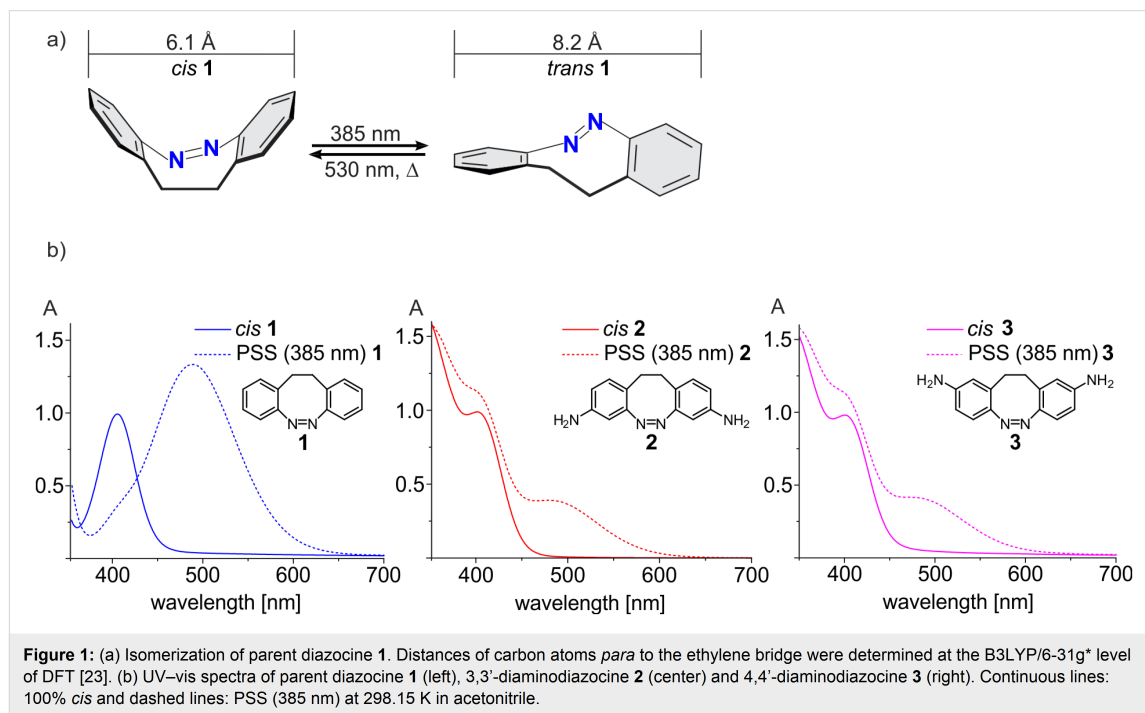 a)
6.1 Å 8.2 Å
cis 1 trans 1
N N N N
385 nm
530 nm, Δ
b)
A A A
cis 1 cis 2 cis 3
PSS (385 nm) 1 PSS (385 nm) 2 PSS (385 nm) 3
1.5 1.5 1.5
1.0 1.0 1.0
0.5 0.5 0.5
N=N H₂N N=N NH₂ H₂N N=N NH₂
1 2 3
400 500 600 700 400 500 600 700 400 500 600 700
wavelength [nm] wavelength [nm] wavelength [nm]
Figure 1: (a) Isomerization of parent diazocine 1. Distances of carbon atoms para to the ethylene bridge were determined at the B3LYP/6-31g* level
of DFT [23]. (b) UV–vis spectra of parent diazocine 1 (left), 3,3’-diaminodiazocine 2 (center) and 4,4’-diaminodiazocine 3 (right). Continuous lines:
100% cis and dashed lines: PSS (385 nm) at 298.15 K in acetonitrile.